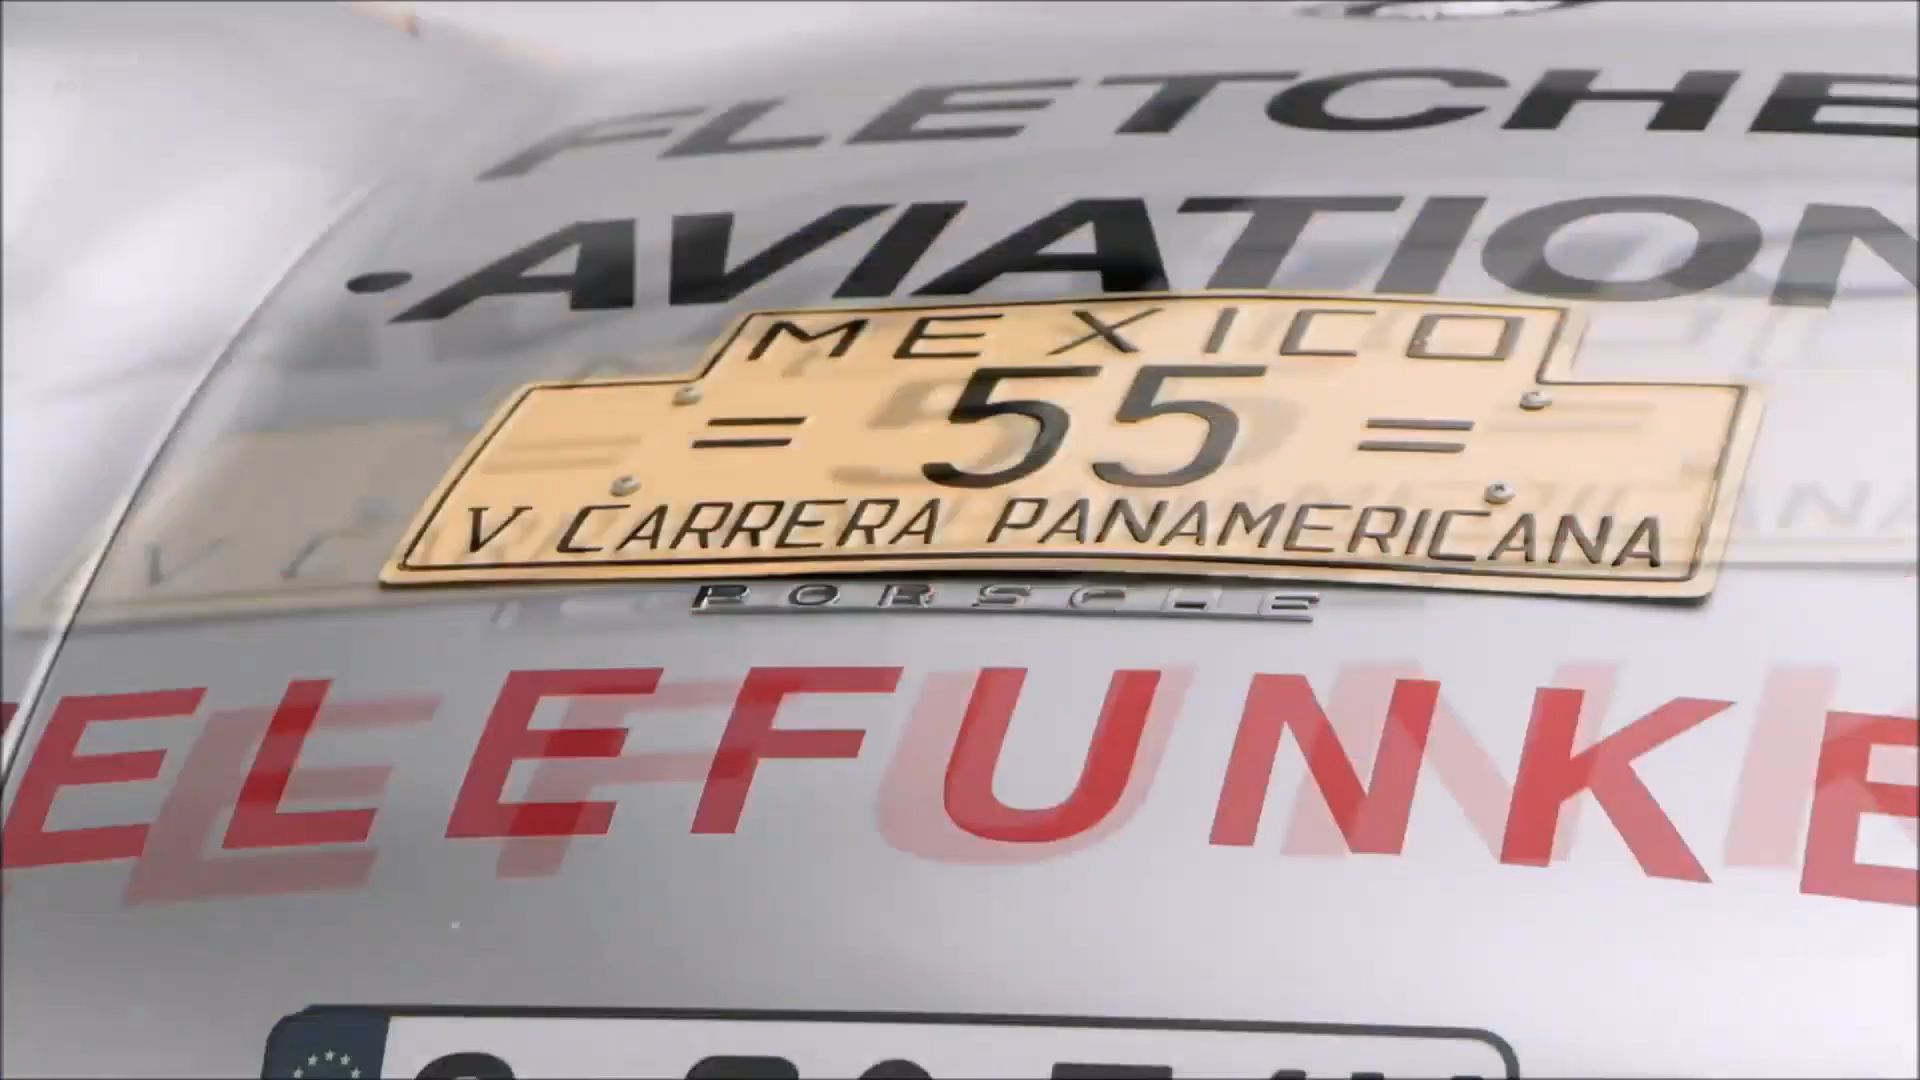 FLETCHE
·AVIATION
MEXICO
= 55 =
V CARRERA PANAMERICANA
PORSCHE
ELEFUNKE